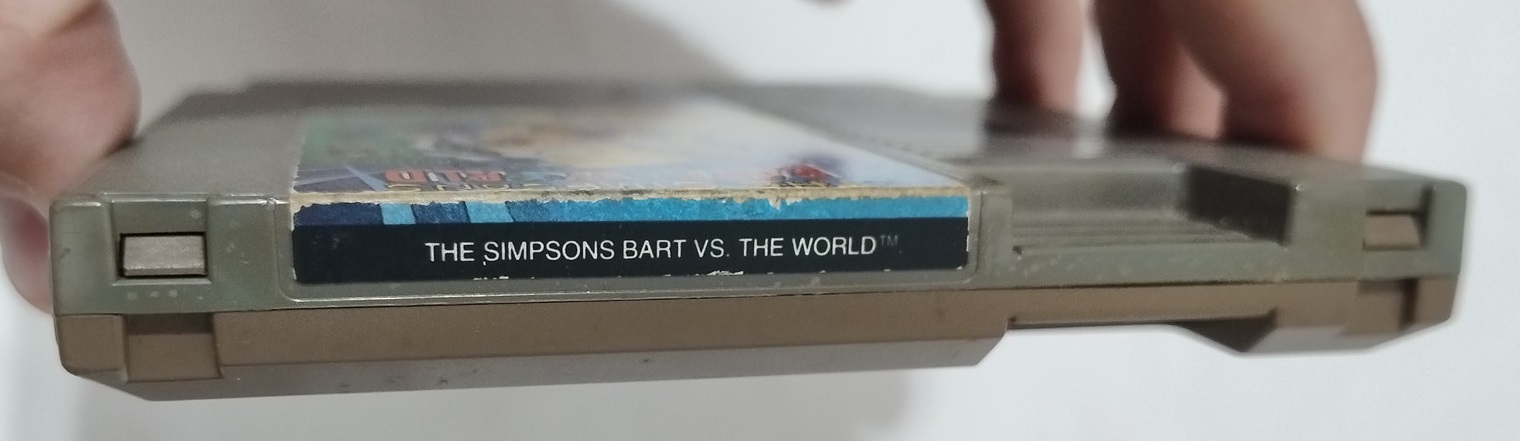 THE SIMPSONS BART VS. THE WORLD™